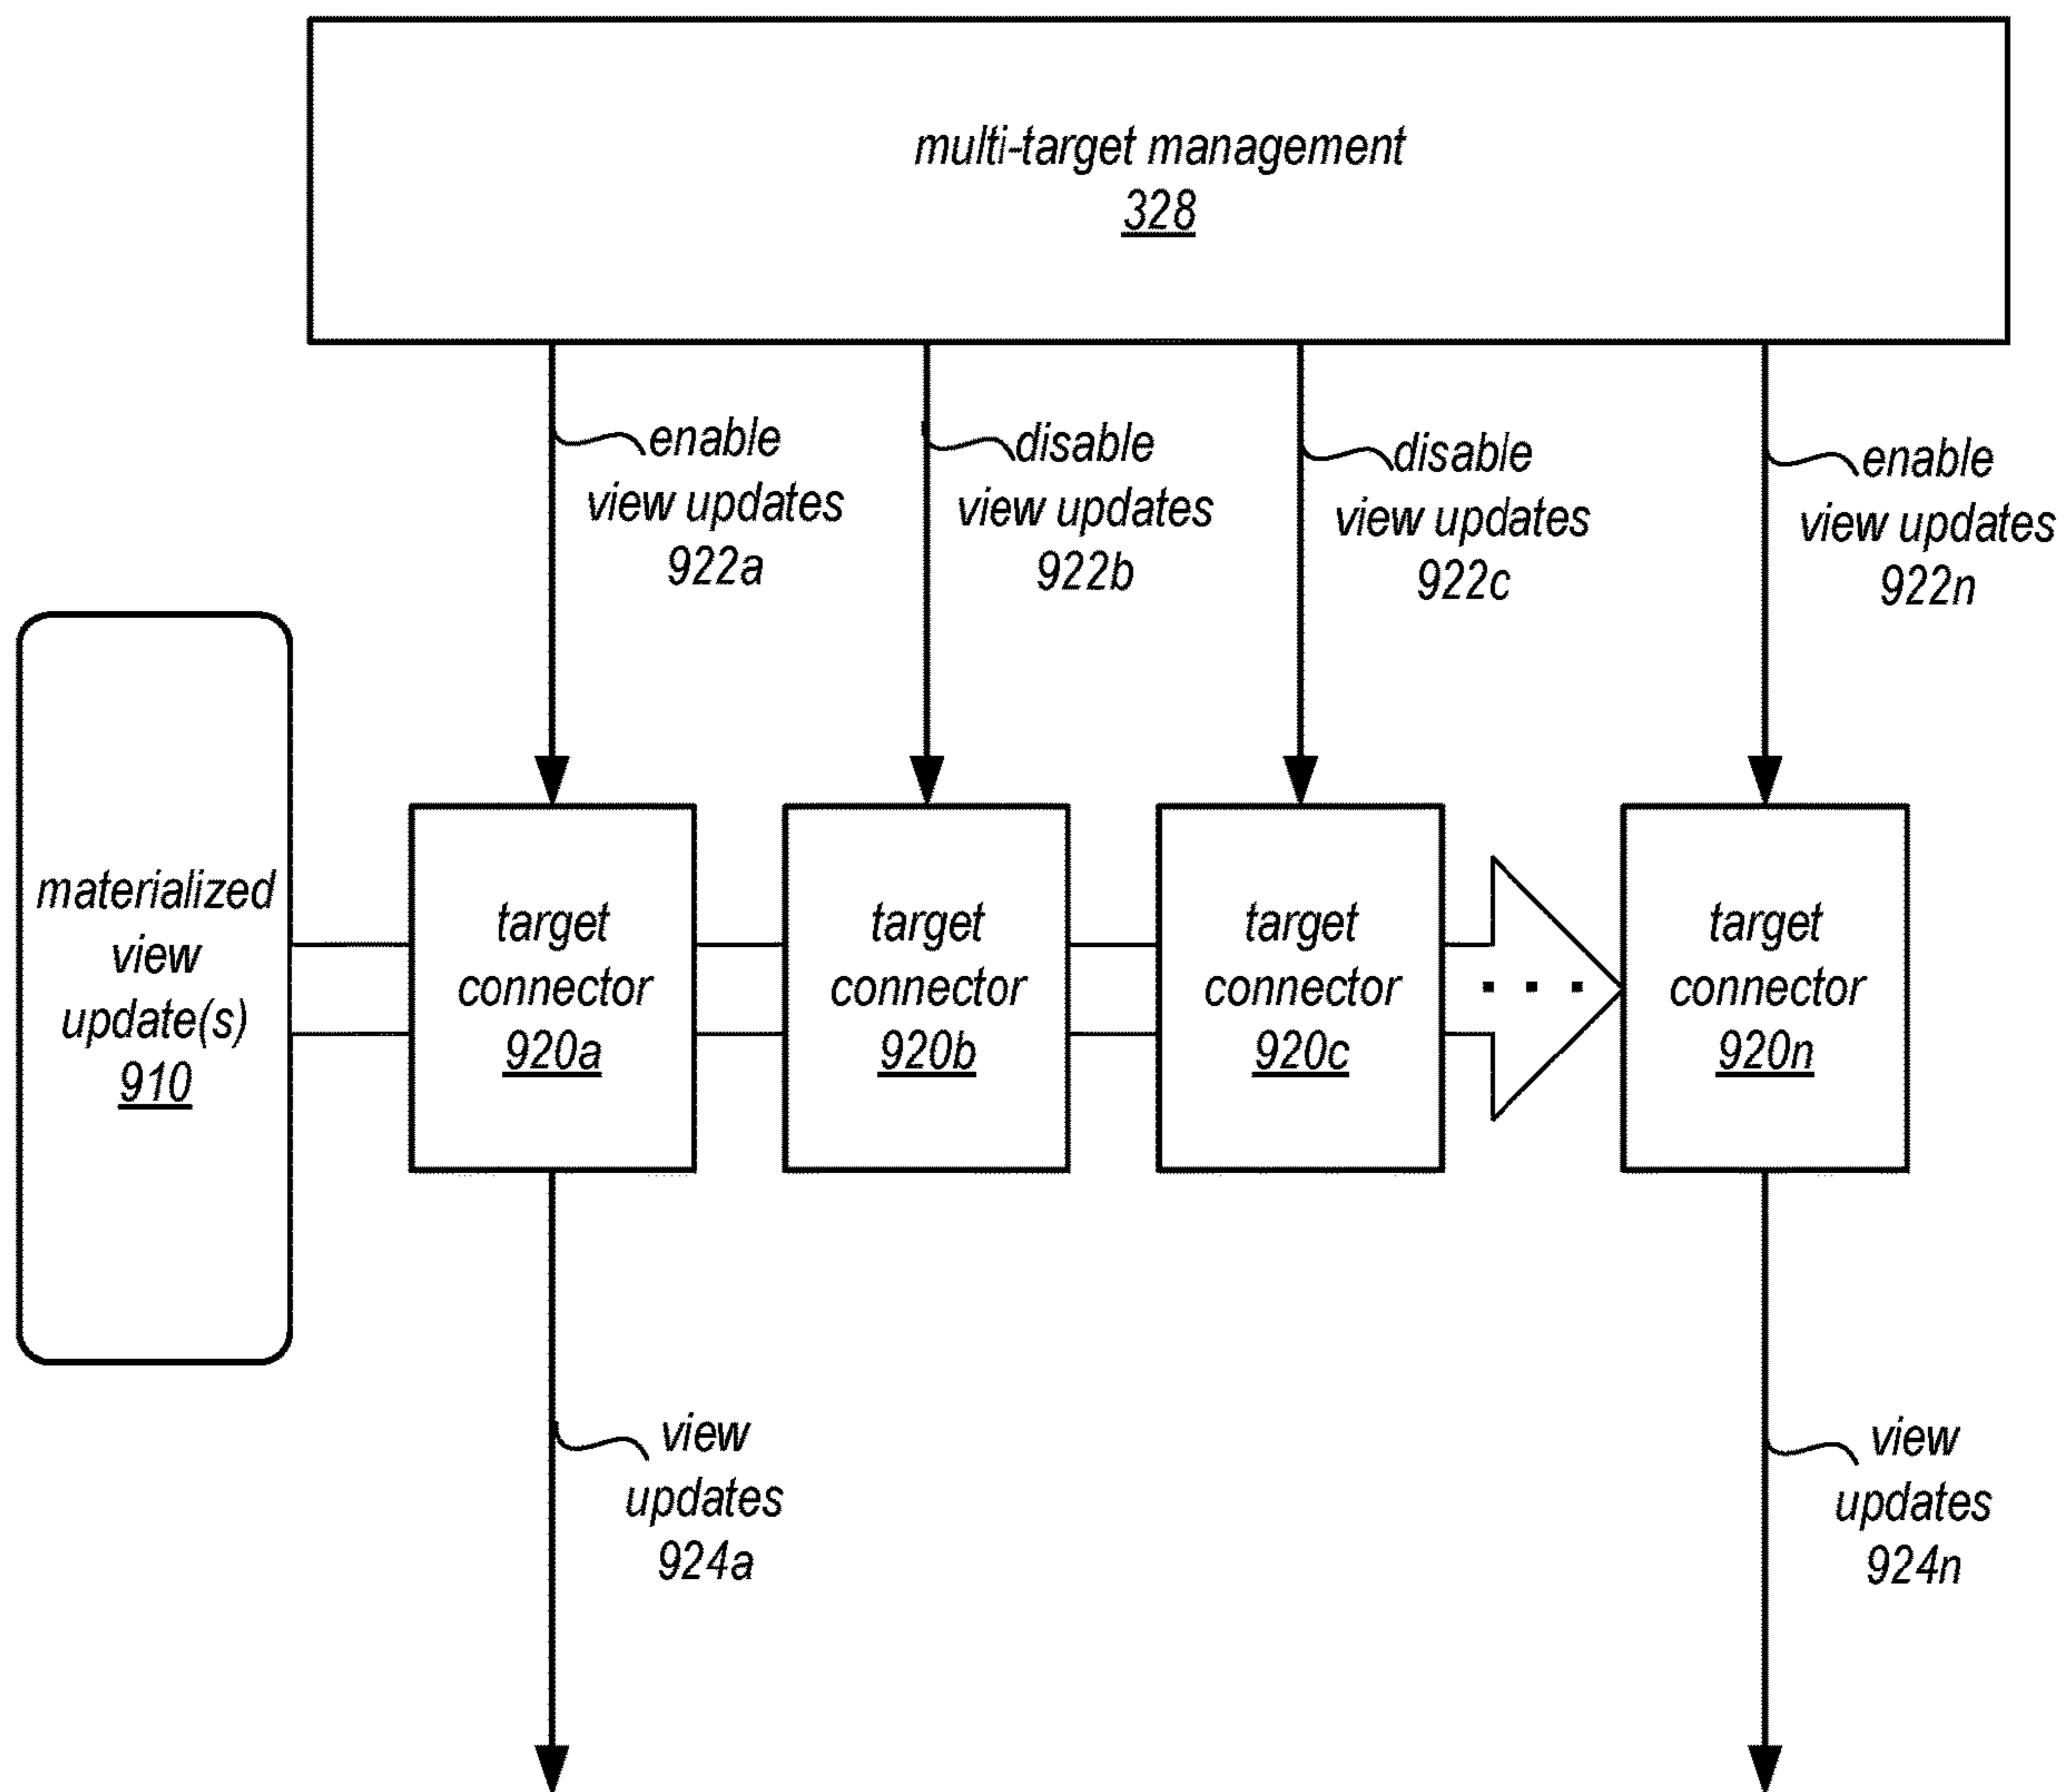 multi-target management
328
enable
view updates
922a
disable
view updates
922b
disable
view updates
922c
enable
view updates
922n
materialized
view
update(s)
910
target
connector
920a
target
connector
920b
target
connector
920c
. . .
target
connector
920n
view
updates
924a
view
updates
924n